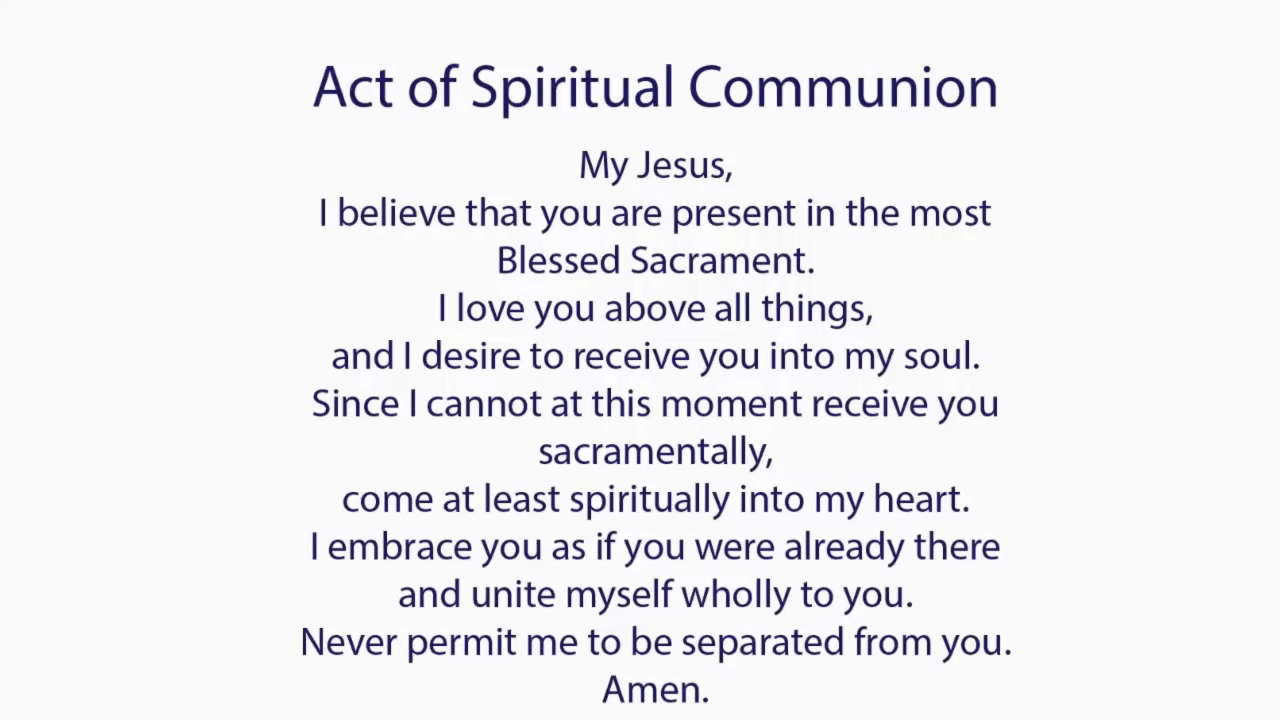 Act of Spiritual Communion
My Jesus,
I believe that you are present in the most
Blessed Sacrament.
I love you above all things,
and I desire to receive you into my soul.
Since I cannot at this moment receive you
sacramentally,
come at least spiritually into my heart.
I embrace you as if you were already there
and unite myself wholly to you.
Never permit me to be separated from you.
Amen.